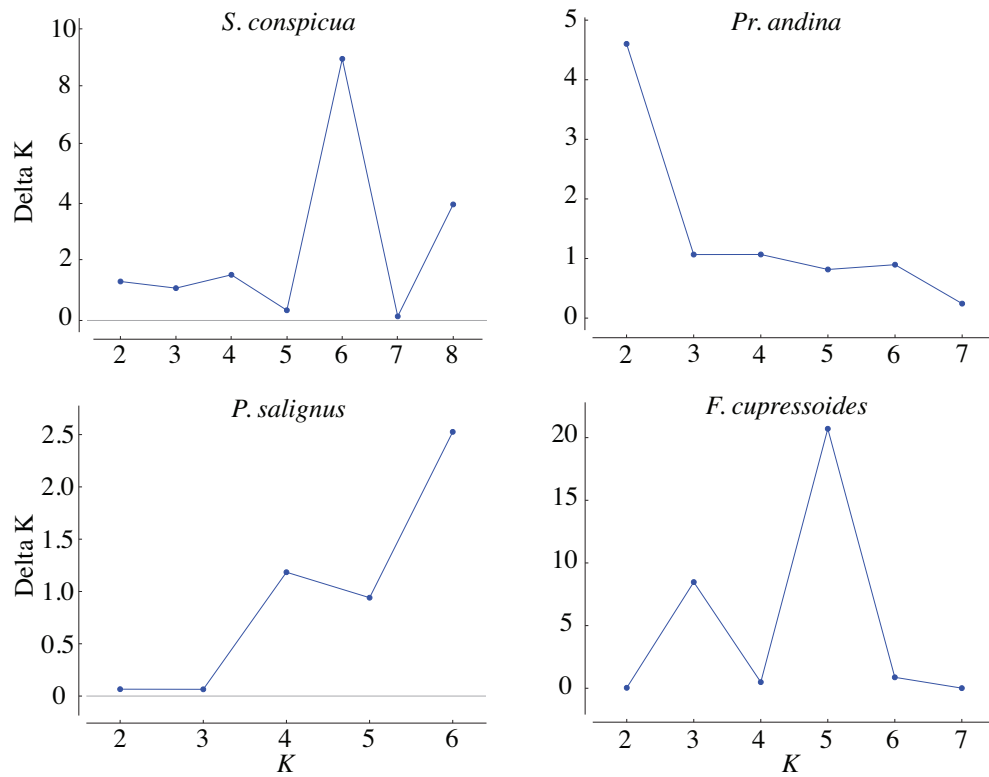 S. conspicua
Delta K
10
8
6
4
2
0
2 3 4 5 6 7 8
Pr. andina
5
4
3
2
1
0
2 3 4 5 6 7
P. salignus
Delta K
2.5
2.0
1.5
1.0
0.5
0
2 3 4 5 6
K
F. cupressoides
20
15
10
5
0
2 3 4 5 6 7
K